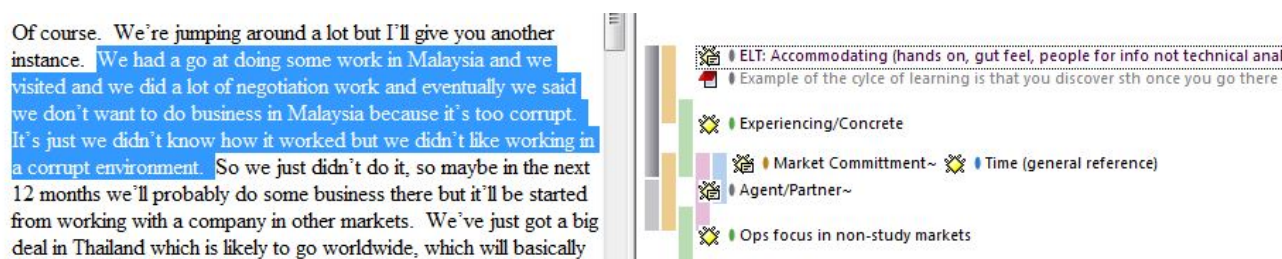 Of course. We're jumping around a lot but I'll give you another
instance. We had a go at doing some work in Malaysia and we
visited and we did a lot of negotiation work and eventually we said
we don't want to do business in Malaysia because it's too corrupt.
It's just we didn't know how it worked but we didn't like working in
a corrupt environment. So we just didn't do it, so maybe in the next
12 months we'll probably do some business there but it'll be started
from working with a company in other markets. We've just got a big
deal in Thailand which is likely to go worldwide, which will basically
ELT: Accommodating (hands on, gut feel, people for info not technical anal
Example of the cylce of learning is that you discover sth once you go there
Experiencing/Concrete
Market Committment~ Time (general reference)
Agent/Partner~
Ops focus in non-study markets